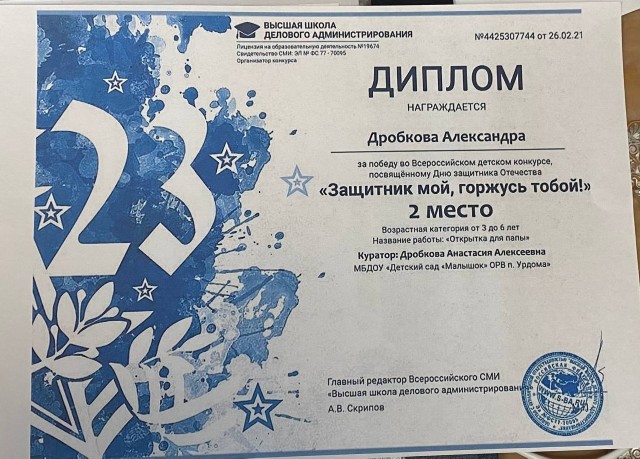 ВЫСШАЯ ШКОЛА
ДЕЛОВОГО АДМИНИСТРИРОВАНИЯ
Лицензия на образовательную деятельность №19674
Свидетельство СМИ: ЭЛ № ФС 77 - 70095
Организатор конкурса
№4425307744 от 26.02.21
ДИПЛОМ
НАГРАЖДАЕТСЯ
Дробкова Александра
за победу во Всероссийском детском конкурсе,
посвящённому Дню защитника Отечества
«Защитник мой, горжусь тобой!»
2 место
Возрастная категория от 3 до 6 лет
Название работы: «Открытка для папы»
Куратор: Дробкова Анастасия Алексеевна
МБДОУ «Детский сад «Малышок» ОРВ п. Урдома»
23
Главный редактор Всероссийского СМИ
«Высшая школа делового администрирования»
А.В. Скрипов
WWW.S-BA.RU